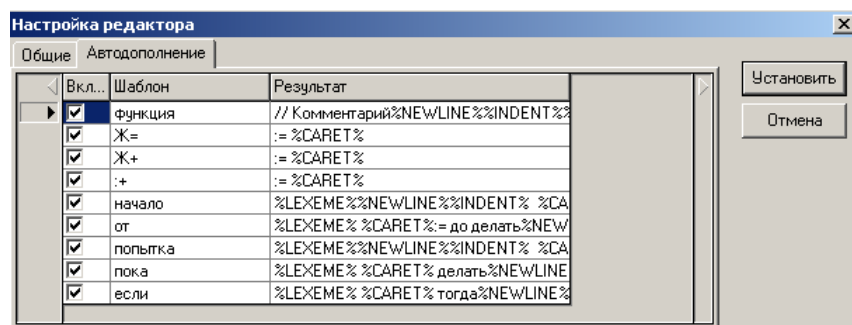 Настройка редактора
Общие Автодополнение
Вкл... Шаблон Результат
функция // Комментарий%NEWLINE%%INDENT%%
Ж= := %CARET%
Ж+ := %CARET%
:+ := %CARET%
начало %LEXEME%%NEWLINE%%INDENT% %CA
от %LEXEME% %CARET%:= до делать%NEW
попытка %LEXEME%%NEWLINE%%INDENT% %CA
пока %LEXEME% %CARET% делать%NEWLINE
если %LEXEME% %CARET% тогда%NEWLINE%
Установить
Отмена